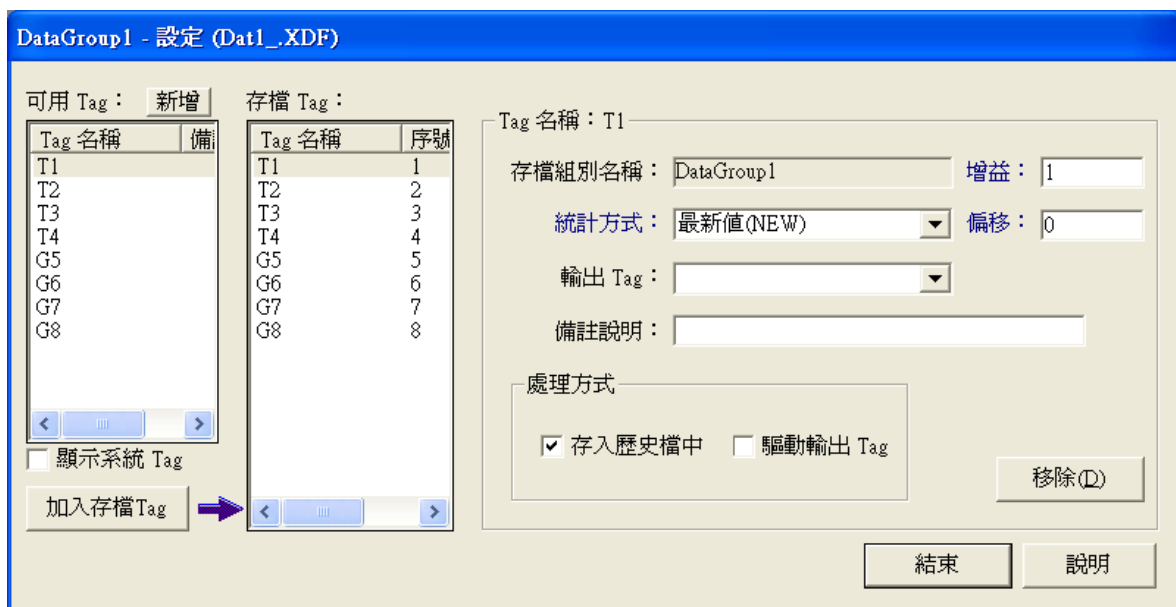 DataGroup1 - 設定 (Dat1_.XDF)
可用 Tag： 新增
Tag 名稱 備
T1
T2
T3
T4
G5
G6
G7
G8
顯示系統 Tag
加入存檔Tag
存檔 Tag：
Tag 名稱 序號
T1 1
T2 2
T3 3
T4 4
G5 5
G6 6
G7 7
G8 8
Tag 名稱：T1
存檔組別名稱： DataGroup1 增益： 1
統計方式： 最新值(NEW) 偏移： 0
輸出 Tag：
備註說明：
處理方式
存入歷史檔中 驅動輸出 Tag
移除(D)
結束 說明